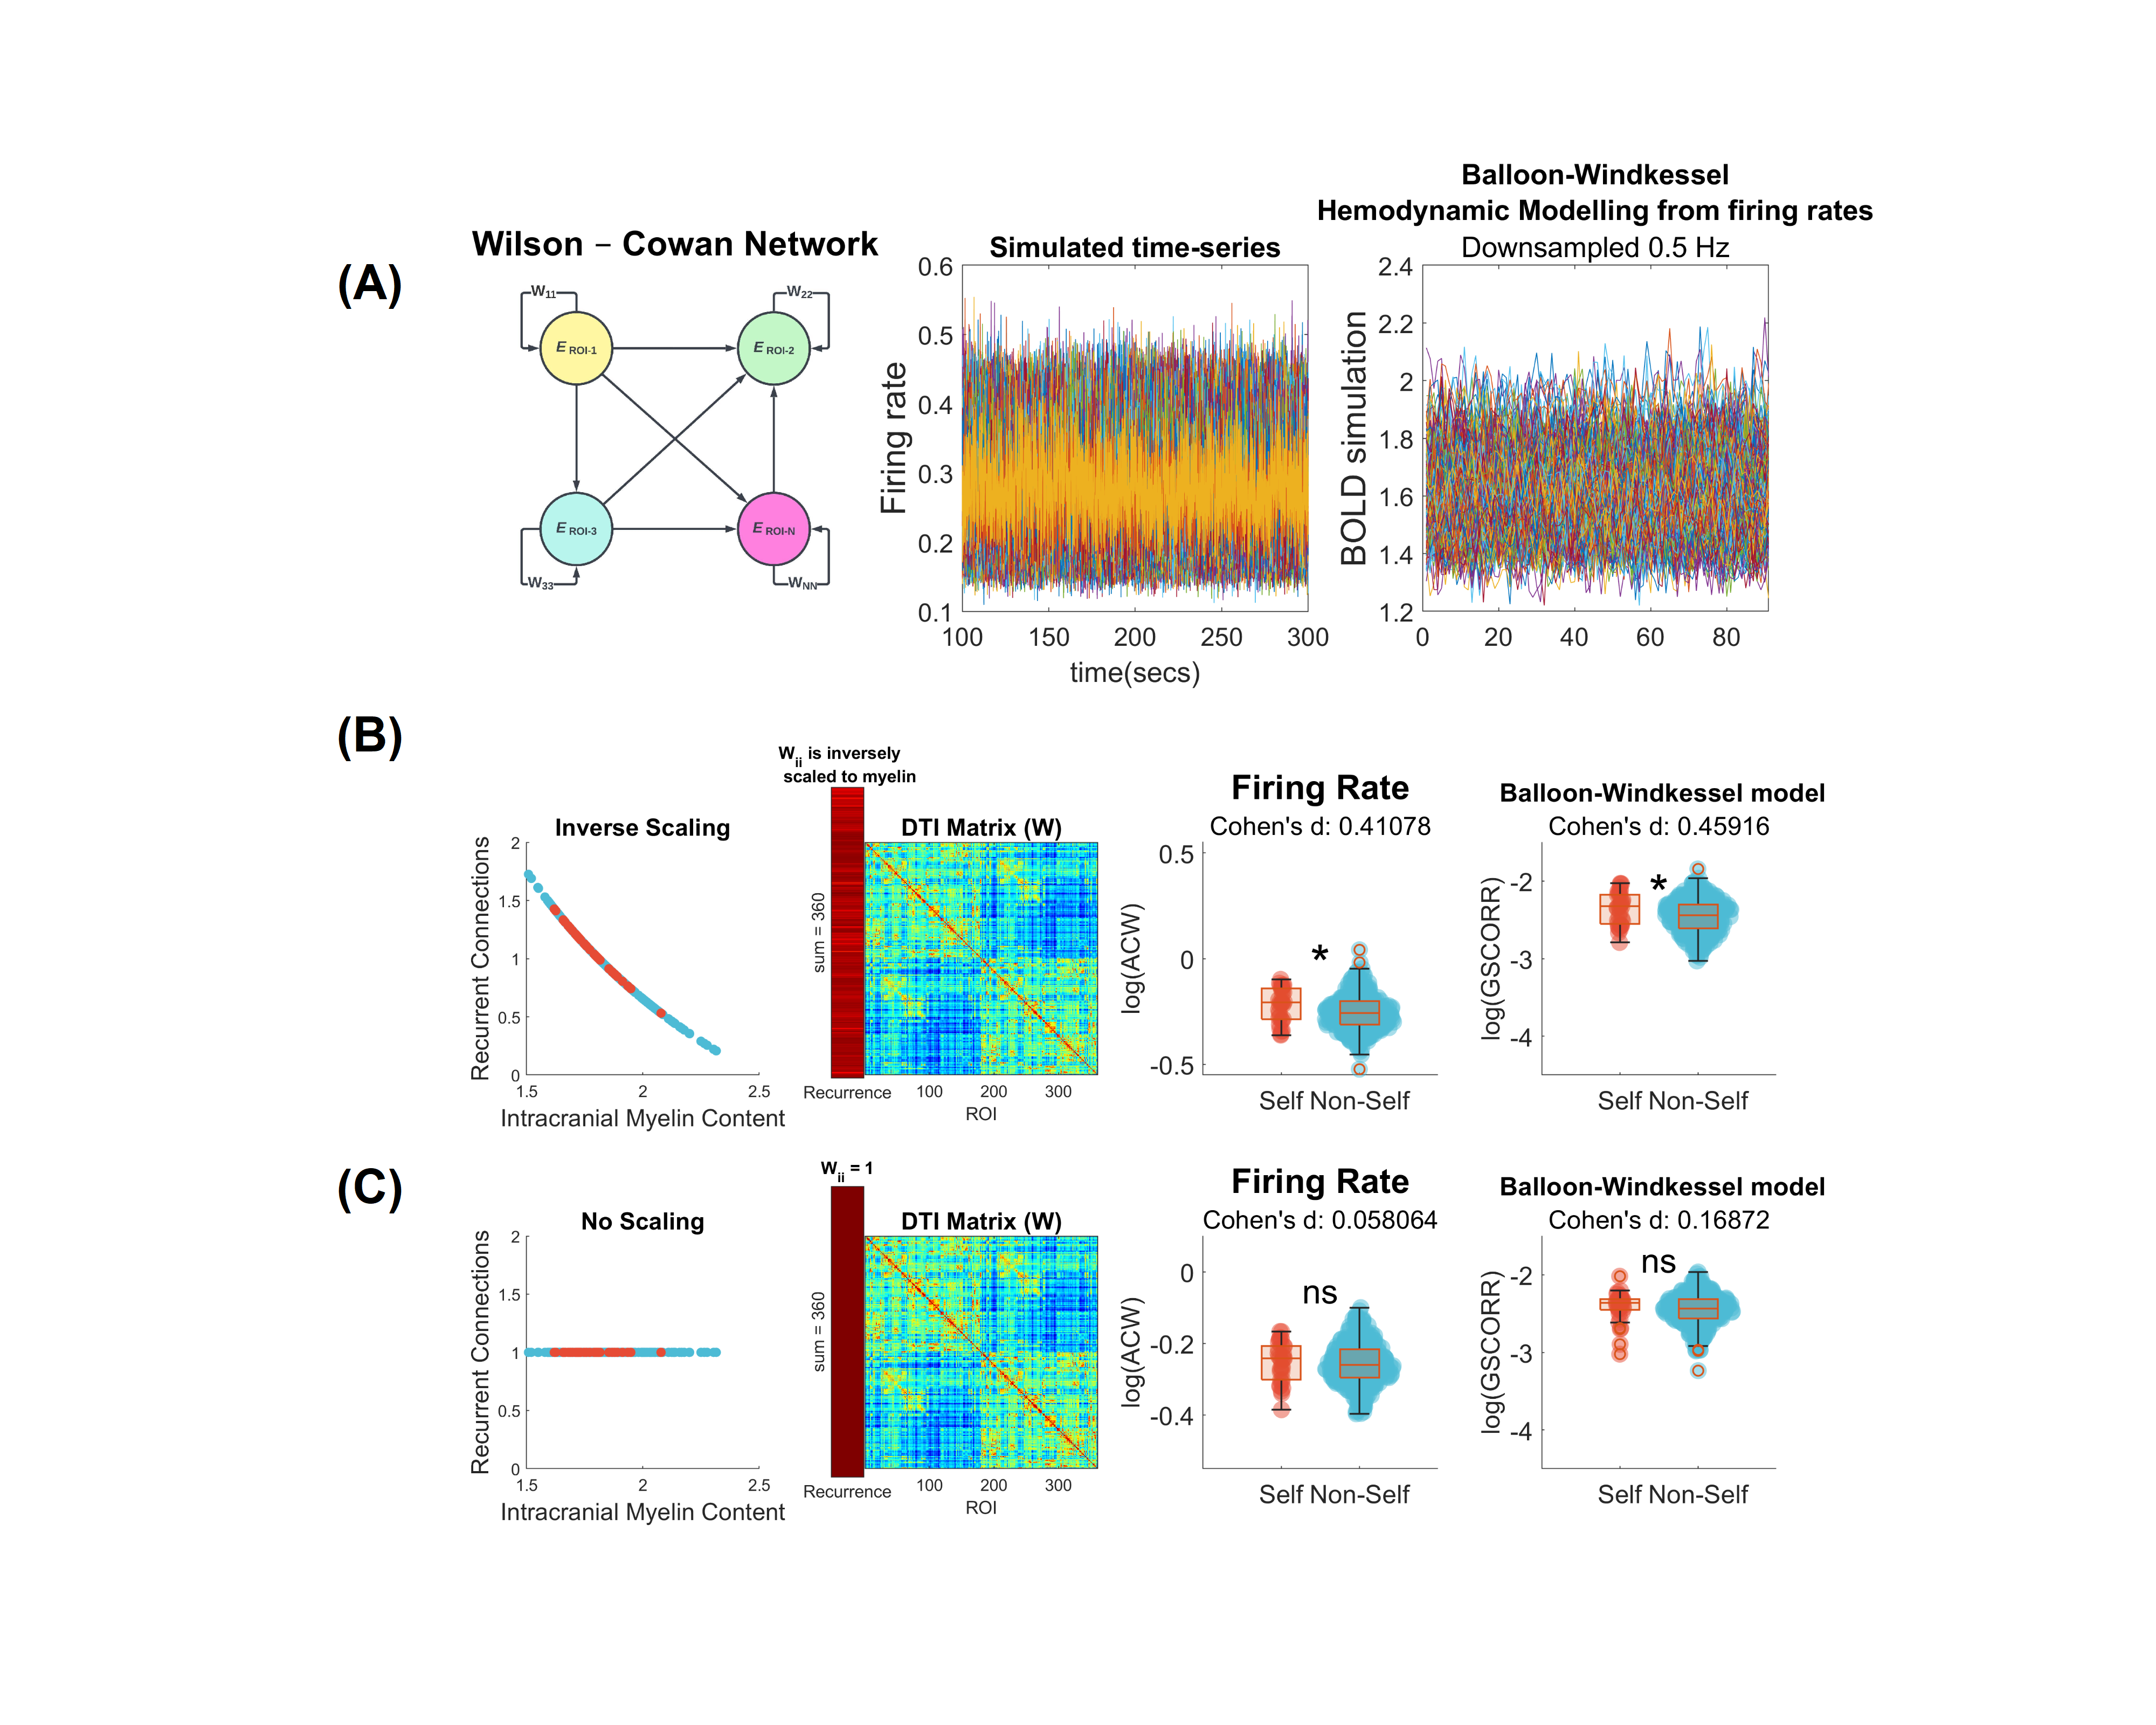 (A)
Wilson – Cowan Network
W11
W22
E ROI-1
E ROI-2
E ROI-3
E ROI-N
W33
WNN
Simulated time-series
Firing rate
0.6
0.5
0.4
0.3
0.2
0.1
100 150 200 250 300
time(secs)
Balloon-Windkessel
Hemodynamic Modelling from firing rates
Downsampled 0.5 Hz
BOLD simulation
2.4
2.2
2
1.8
1.6
1.4
1.2
0 20 40 60 80
(B)
Inverse Scaling
Recurrent Connections
2
1.5
1
0.5
0
1.5 2 2.5
Intracranial Myelin Content
Wii is inversely
scaled to myelin
sum = 360
Recurrence
DTI Matrix (W)
100 200 300
ROI
Firing Rate
Cohen's d: 0.41078
log(ACW)
0.5
0
-0.5
*
Self Non-Self
Balloon-Windkessel model
Cohen's d: 0.45916
log(GSCORR)
-2
-3
-4
*
Self Non-Self
(C)
No Scaling
Recurrent Connections
2
1.5
1
0.5
0
1.5 2 2.5
Intracranial Myelin Content
Wii = 1
sum = 360
Recurrence
DTI Matrix (W)
100 200 300
ROI
Firing Rate
Cohen's d: 0.058064
log(ACW)
0
-0.2
-0.4
ns
Self Non-Self
Balloon-Windkessel model
Cohen's d: 0.16872
log(GSCORR)
-2
-3
-4
ns
Self Non-Self